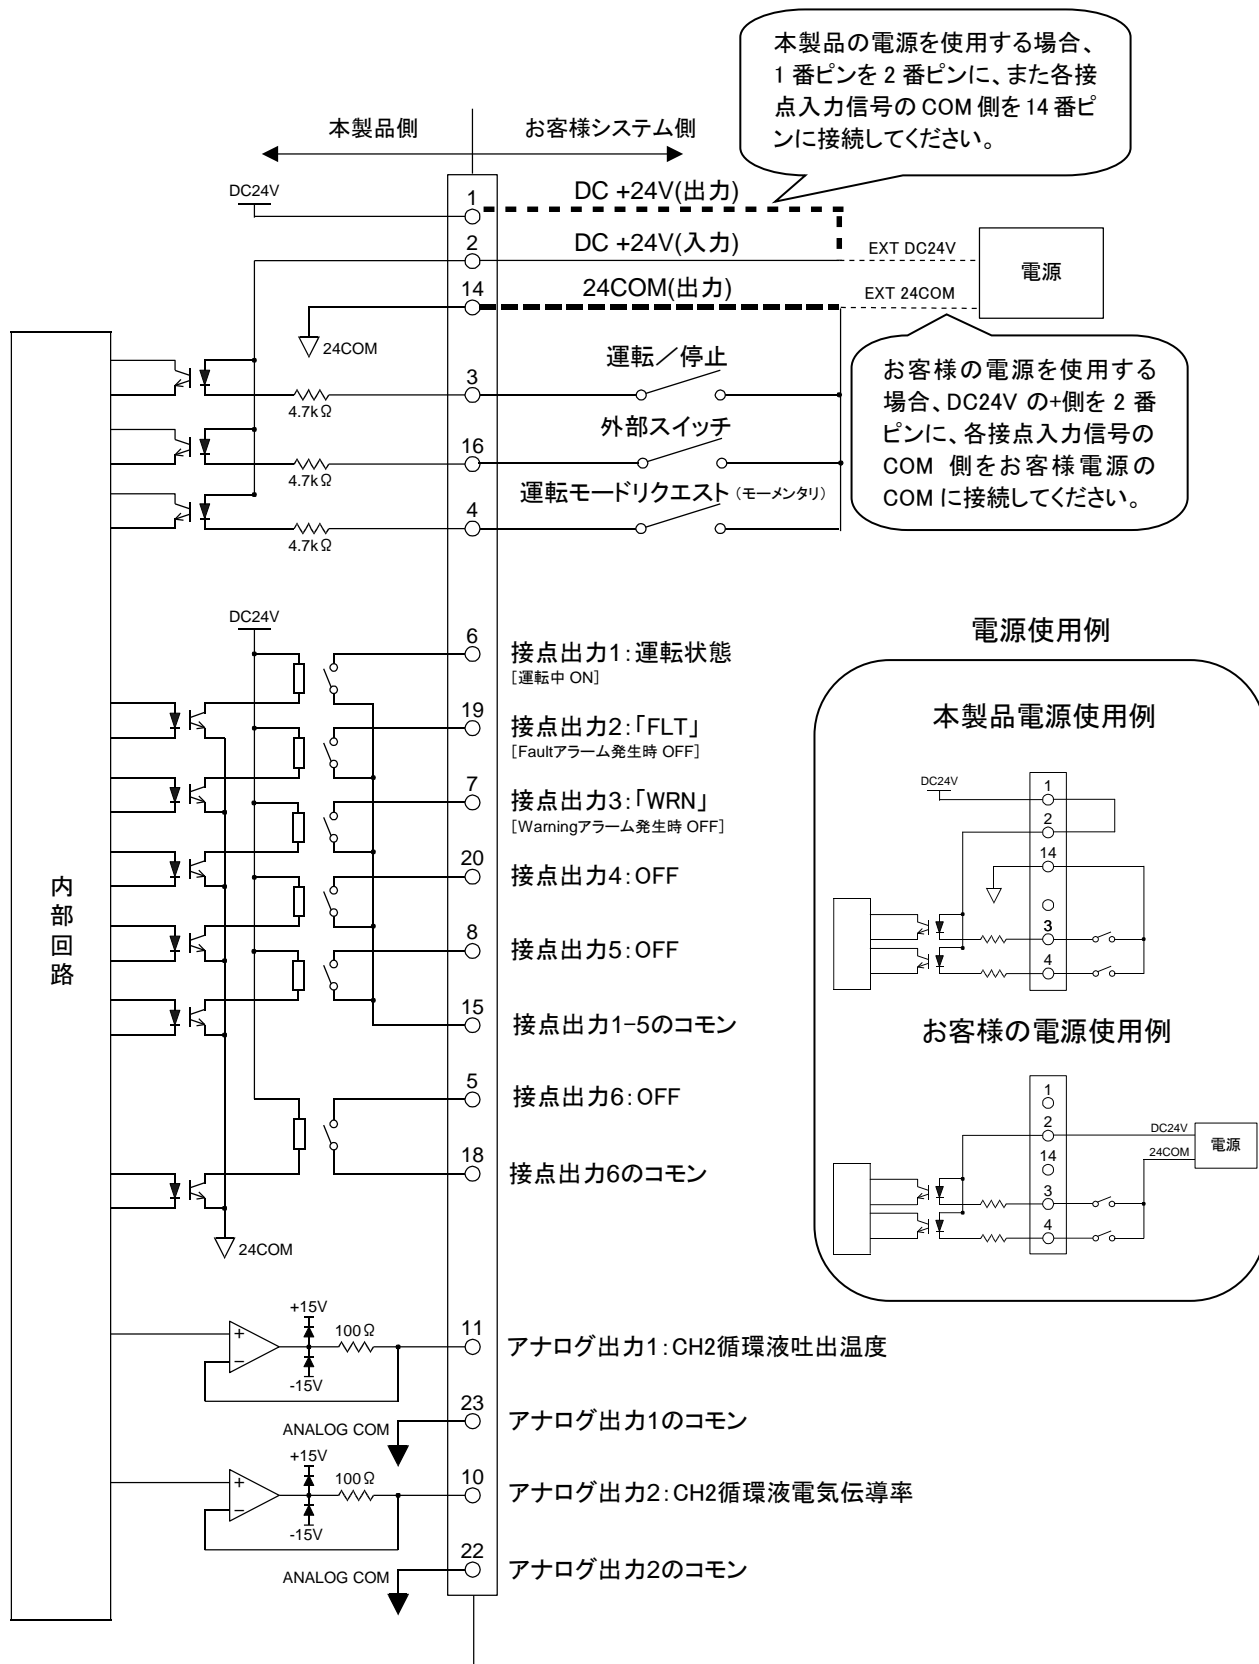 本製品の電源を使用する場合、
1 番ピンを 2 番ピンに、また各接
点入力信号の COM 側を 14 番ピ
ンに接続してください。
本製品側
お客様システム側
DC24V
1
DC +24V(出力)
2
DC +24V(入力)
EXT DC24V
電源
14
24COM(出力)
EXT 24COM
24COM
お客様の電源を使用する
場合、DC24V の+側を 2 番
ピンに、各接点入力信号の
COM 側をお客様電源の
COM に接続してください。
運転／停止
3
4.7kΩ
外部スイッチ
16
4.7kΩ
運転モードリクエスト (モーメンタリ)
4
4.7kΩ
DC24V
6
接点出力1：運転状態
[運転中 ON]
19
接点出力2：「FLT」
[Faultアラーム発生時 OFF]
7
接点出力3：「WRN」
[Warningアラーム発生時 OFF]
20
接点出力4：OFF
8
接点出力5：OFF
15
接点出力1-5のコモン
5
接点出力6：OFF
18
接点出力6のコモン
24COM
内部回路
+15V
100Ω
+
−
-15V
11
アナログ出力1：CH2循環液吐出温度
23
ANALOG COM
アナログ出力1のコモン
+15V
100Ω
+
−
-15V
10
アナログ出力2：CH2循環液電気伝導率
22
ANALOG COM
アナログ出力2のコモン
電源使用例
本製品電源使用例
DC24V
1
2
14
3
4
お客様の電源使用例
1
2
DC24V
電源
14
24COM
3
4